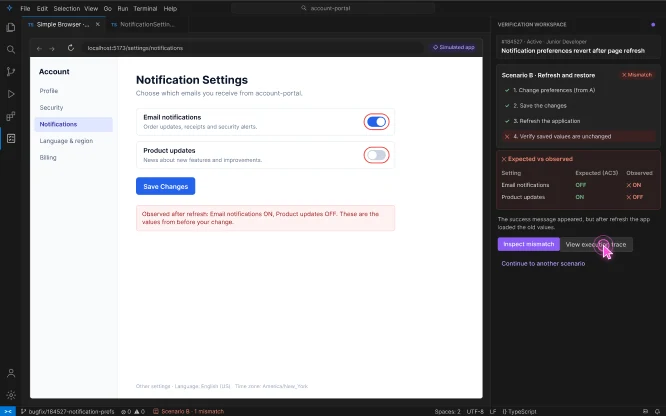 File Edit Selection View Go Run Terminal Help
account-portal
TS Simple Browser ·
TS NotificationSettin...
localhost:5173/settings/notifications
Simulated app
Account
Profile
Security
Notifications
Language & region
Billing
Notification Settings
Choose which emails you receive from account-portal.
Email notifications
Order updates, receipts and security alerts.
Product updates
News about new features and improvements.
Save Changes
Observed after refresh: Email notifications ON, Product updates OFF. These are the
values from before your change.
Other settings · Language, English (US) · Time zone: America/New_York
VERIFICATION WORKSPACE
#184527 · Active · Junior Developer
Notification preferences revert after page refresh
Scenario B · Refresh and restore
Mismatch
1. Change preferences (from A)
2. Save the changes
3. Refresh the application
4. Verify saved values are unchanged
Expected vs observed
Setting Expected (AC3) Observed
Email notifications OFF ON
Product updates ON OFF
The success message appeared, but after refresh the app
loaded the old values.
Inspect mismatch
View trace
Continue to another scenario
bugfix/184527-notification-prefs 0 0 Scenario B · 1 mismatch
Spaces: 2 UTF-8 LF {} TypeScript